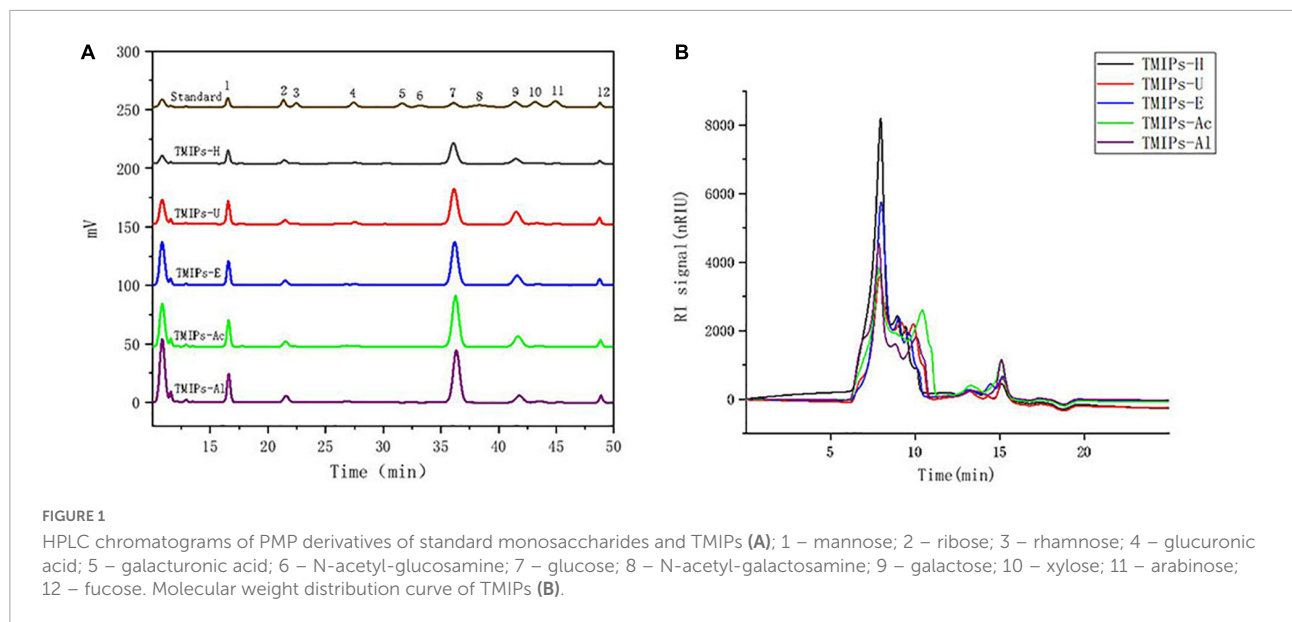 A
300
250
200
150
100
50
0
mV
Standard
1
2
3
4
5
6
7
8
9
10
11
12
TMIPs-H
TMIPs-U
TMIPs-E
TMIPs-Ac
TMIPs-Al
15
20
25
30
35
40
45
50
Time (min)
B
TMIPs-H
TMIPs-U
TMIPs-E
TMIPs-Ac
TMIPs-Al
8000
6000
4000
2000
0
RI signal(nRIU)
5
10
15
20
Time(min)
FIGURE 1
HPLC chromatograms of PMP derivatives of standard monosaccharides and TMIPs (A); 1 – mannose; 2 – ribose; 3 – rhamnose; 4 – glucuronic
acid; 5 – galacturonic acid; 6 – N-acetyl-glucosamine; 7 – glucose; 8 – N-acetyl-galactosamine; 9 – galactose; 10 – xylose; 11 – arabinose;
12 – fucose. Molecular weight distribution curve of TMIPs (B).